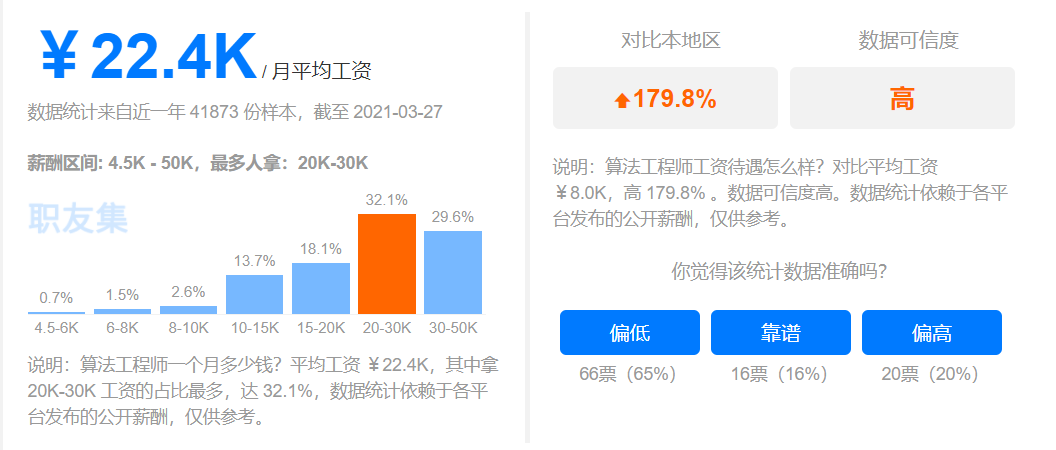 ¥22.4K / 月平均工资
数据统计来自近一年 41873 份样本，截至 2021-03-27
薪酬区间: 4.5K - 50K，最多人拿：20K-30K
职友集
0.7% 1.5% 2.6% 13.7% 18.1% 32.1% 29.6%
4.5-6K 6-8K 8-10K 10-15K 15-20K 20-30K 30-50K
说明：算法工程师一个月多少钱？平均工资 ￥22.4K，其中拿
20K-30K 工资的占比最多，达 32.1%，数据统计依赖于各平
台发布的公开薪酬，仅供参考。
对比本地区 数据可信度
179.8% 高
说明：算法工程师工资待遇怎么样？对比平均工资
￥8.0K，高 179.8% 。数据可信度高。数据统计依赖于各平
台发布的公开薪酬，仅供参考。
你觉得该统计数据准确吗？
偏低 靠谱 偏高
66票（65%） 16票（16%） 20票（20%）